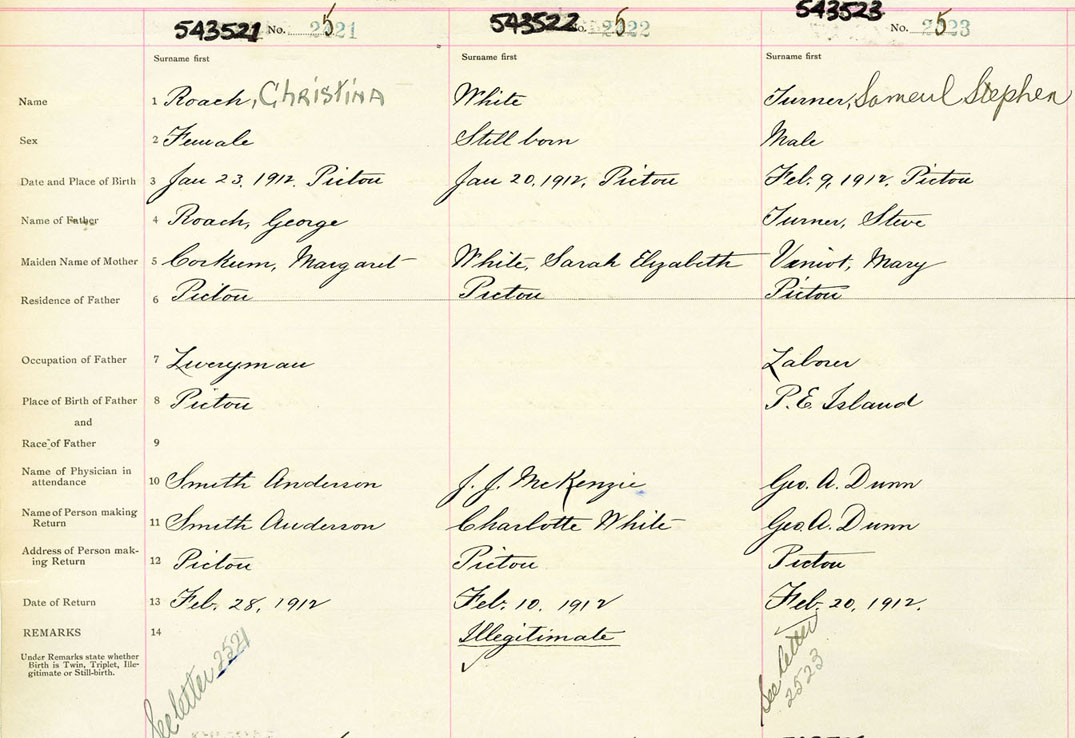 543521 No. 2521
543522 No. 2522
543523 No. 2523
Surname first Surname first Surname first
Name 1 Roach, Christina White Turner, Sameul Stephen
Sex 2 Female Still born Male
Date and Place of Birth 3 Jan 23, 1912. Pictou Jan 20, 1912, Pictou Feb. 9, 1912. Pictou
Name of Father 4 Roach, George Turner, Steve
Maiden Name of Mother 5 Corkum, Margaret White, Sarah Elizabeth Veniot, Mary
Residence of Father 6 Pictou Pictou Pictou
Occupation of Father 7 Liveryman Laborer
Place of Birth of Father 8 Pictou P. E. Island
and
Race of Father 9
Name of Physician in
attendance 10 Smith Anderson J. J. McKenzie Geo. A. Dunn
Name of Person making
Return 11 Smith Anderson Charlotte White Geo. A. Dunn
Address of Person mak-
ing Return 12 Pictou Pictou Pictou
Date of Return 13 Feb. 28, 1912 Feb. 10. 1912 Feb. 20, 1912.
REMARKS 14 Illegitimate
Under Remarks state whether
Birth is Twin, Triplet, Ille-
gitimate or Still-birth.
See letter 2521
See letter
2523